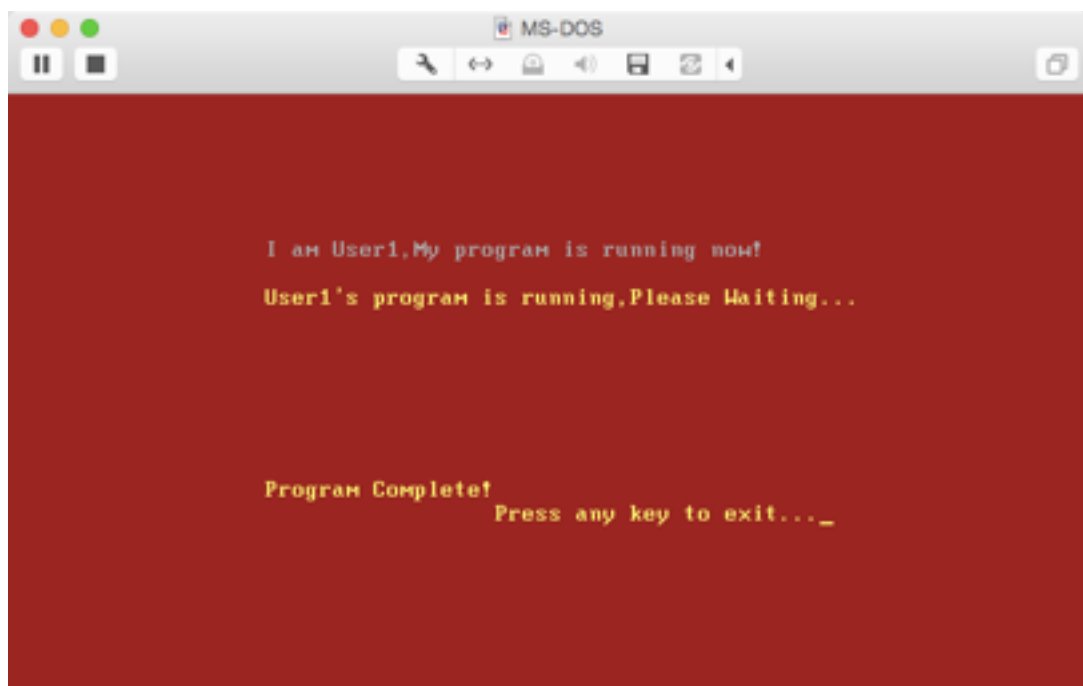 MS-DOS
I am User1,My program is running now!
User1's program is running,Please Waiting...
Program Complete!
Press any key to exit..._